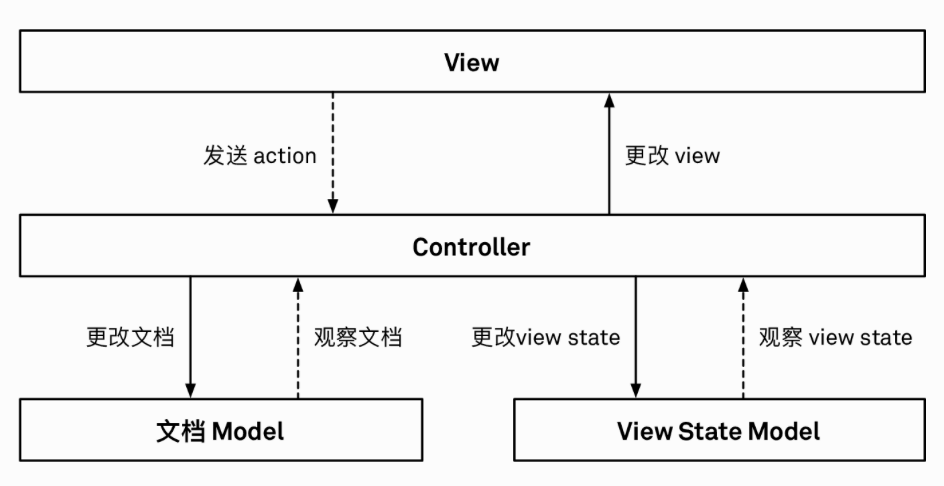 View
发送 action
更改 view
Controller
更改文档
观察文档
更改view state
观察 view state
文档 Model
View State Model